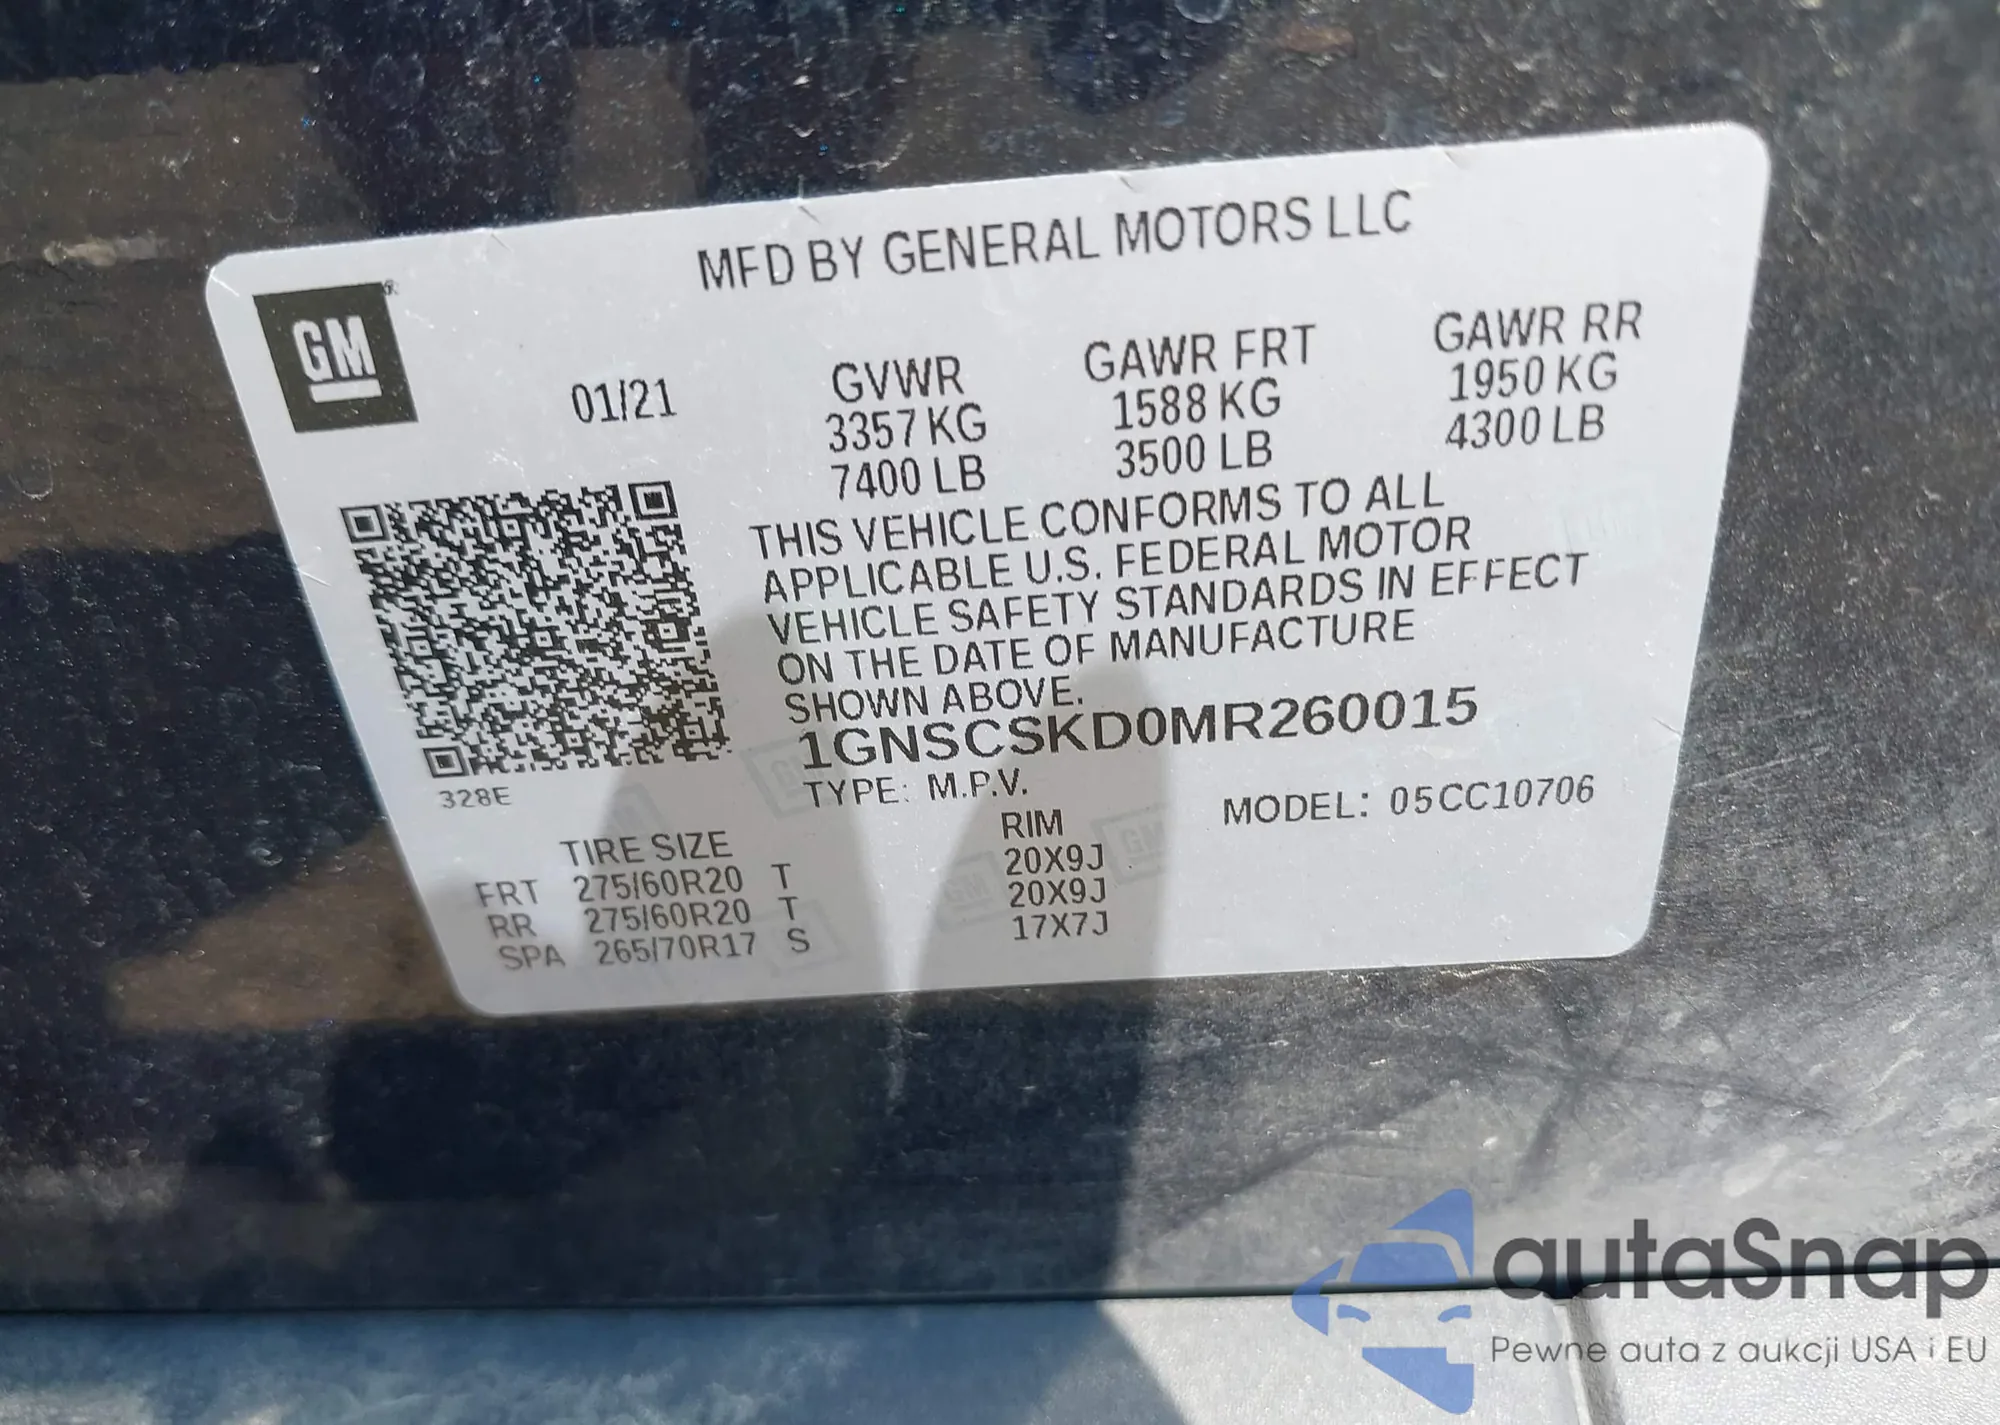 MFD BY GENERAL MOTORS LLC
GM
01/21
GVWR
3357 KG
7400 LB
GAWR FRT
1588 KG
3500 LB
GAWR RR
1950 KG
4300 LB
THIS VEHICLE CONFORMS TO ALL
APPLICABLE U.S. FEDERAL MOTOR
VEHICLE SAFETY STANDARDS IN EFFECT
ON THE DATE OF MANUFACTURE
SHOWN ABOVE.
1GNSCSKD0MR260015
TYPE: M.P.V.
MODEL: 05CC10706
328E
TIRE SIZE RIM
FRT 275/60R20 T 20X9J
RR 275/60R20 T 20X9J
SPA 265/70R17 S 17X7J
autaSnap
Pewne auta z aukcji USA i EU